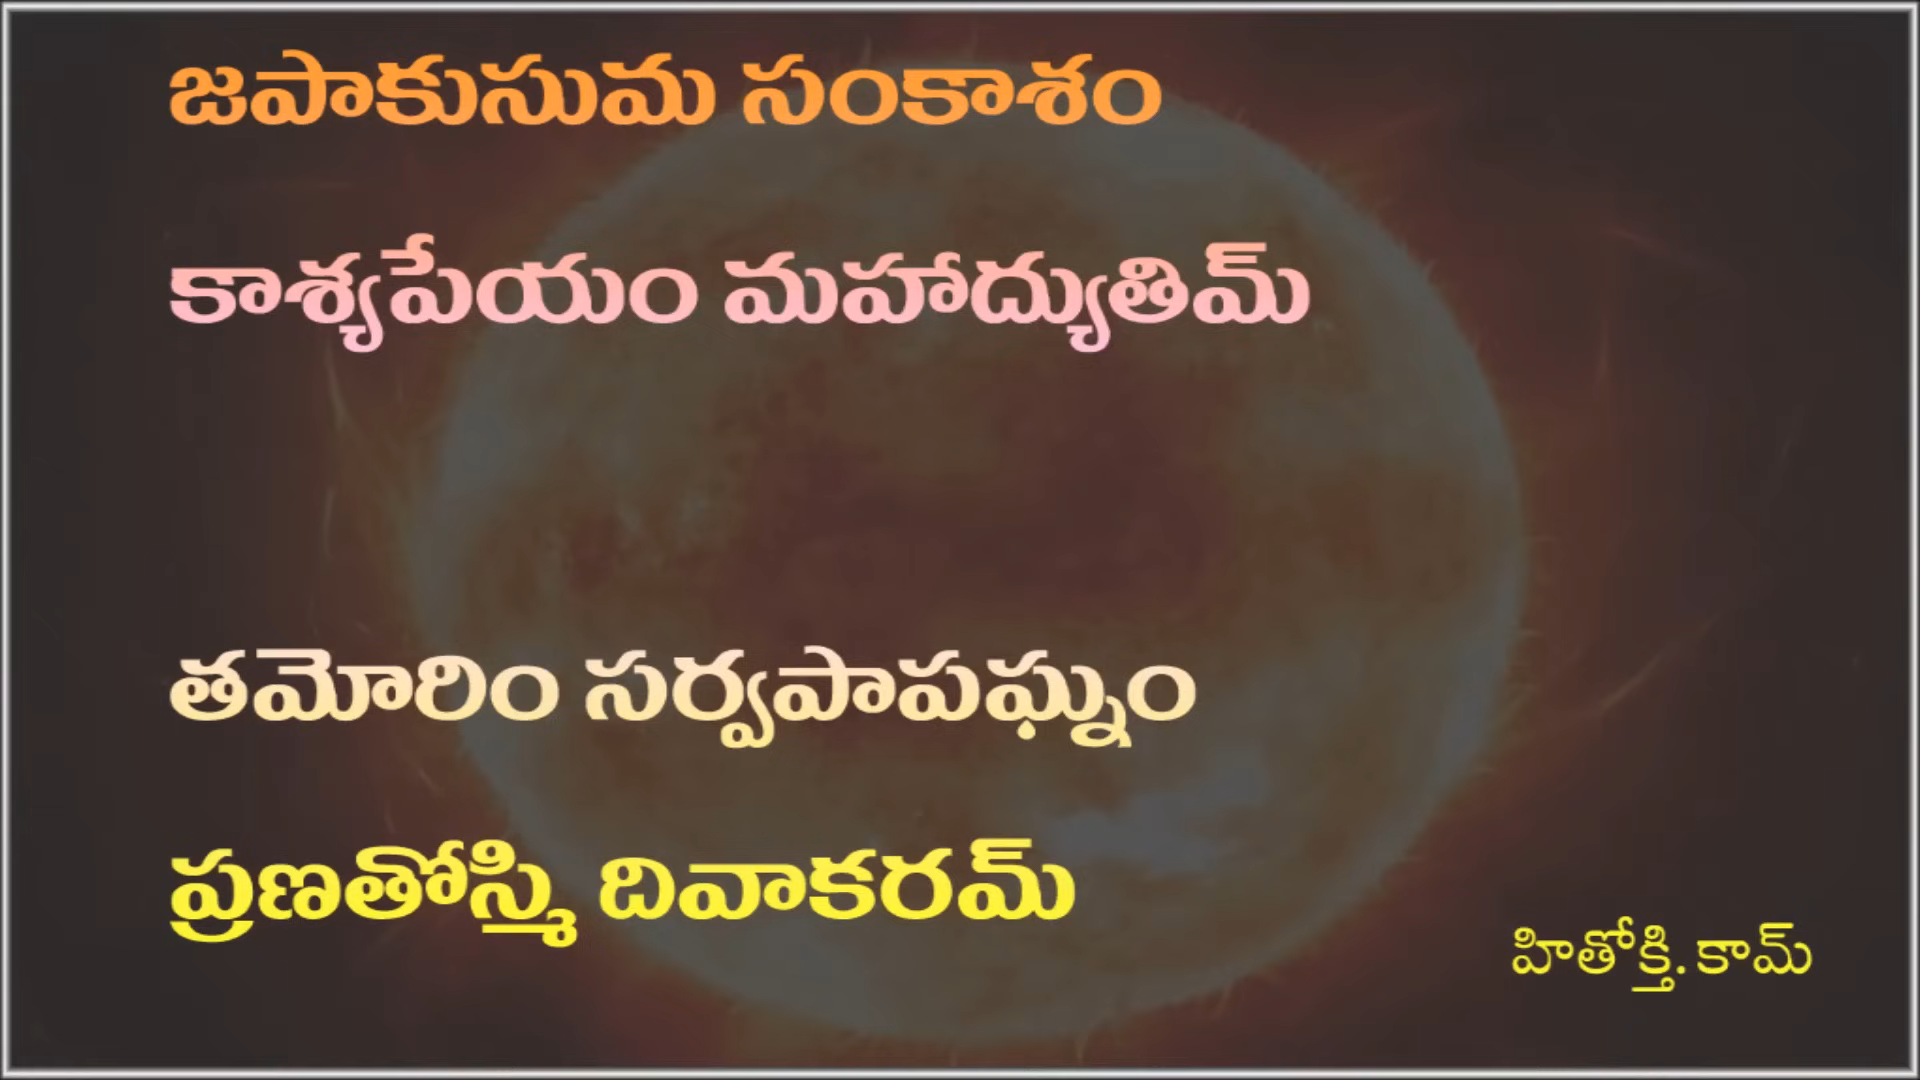 జపాకుసుమ సంకాశం
కాశ్యపేయం మహాద్యుతిమ్
తమోరిం సర్వపాపఘ్నం
ప్రణతోస్మి దివాకరమ్
హితోక్తి. కామ్